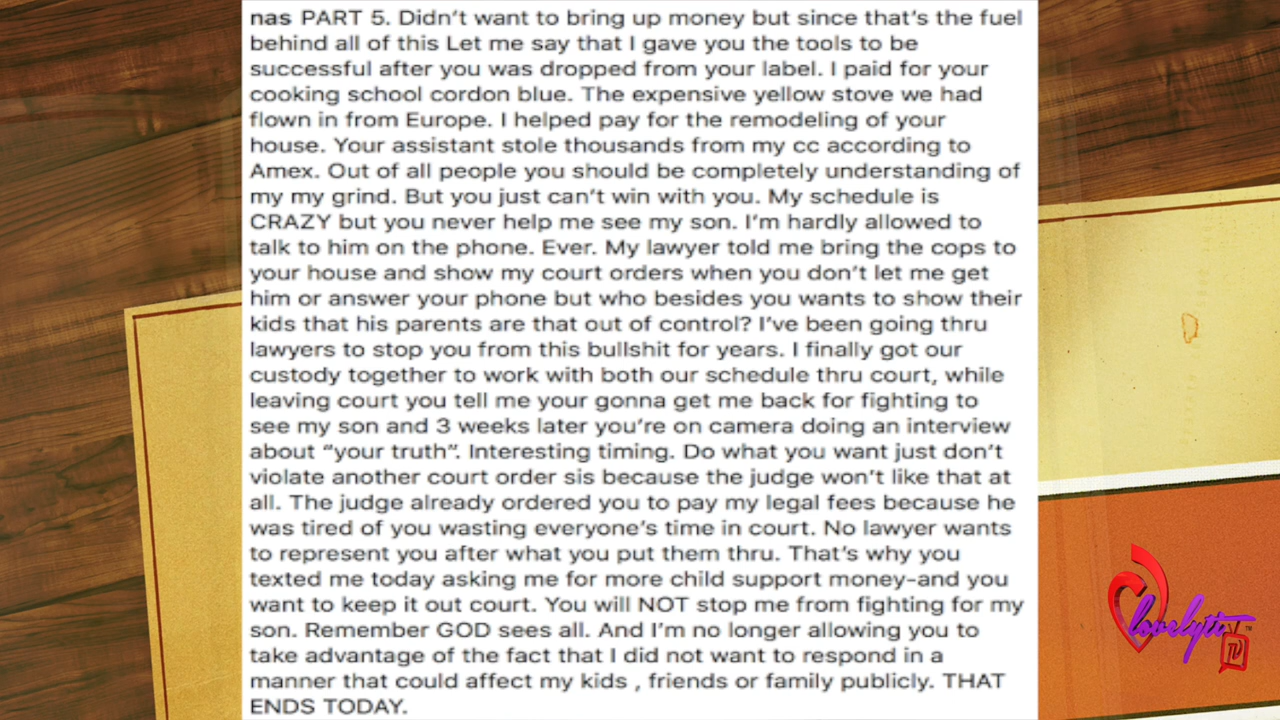 nas PART 5. Didn’t want to bring up money but since that’s the fuel
behind all of this Let me say that I gave you the tools to be
successful after you was dropped from your label. I paid for your
cooking school cordon blue. The expensive yellow stove we had
flown in from Europe. I helped pay for the remodeling of your
house. Your assistant stole thousands from my cc according to
Amex. Out of all people you should be completely understanding of
my my grind. But you just can’t win with you. My schedule is
CRAZY but you never help me see my son. I’m hardly allowed to
talk to him on the phone. Ever. My lawyer told me bring the cops to
your house and show my court orders when you don’t let me get
him or answer your phone but who besides you wants to show their
kids that his parents are that out of control? I’ve been going thru
lawyers to stop you from this bullshit for years. I finally got our
custody together to work with both our schedule thru court, while
leaving court you tell me your gonna get me back for fighting to
see my son and 3 weeks later you’re on camera doing an interview
about “your truth”. Interesting timing. Do what you want just don’t
violate another court order sis because the judge won’t like that at
all. The judge already ordered you to pay my legal fees because he
was tired of you wasting everyone’s time in court. No lawyer wants
to represent you after what you put them thru. That’s why you
texted me today asking me for more child support money-and you
want to keep it out court. You will NOT stop me from fighting for my
son. Remember GOD sees all. And I’m no longer allowing you to
take advantage of the fact that I did not want to respond in a
manner that could affect my kids , friends or family publicly. THAT
ENDS TODAY.
lovelyti
TV
TM